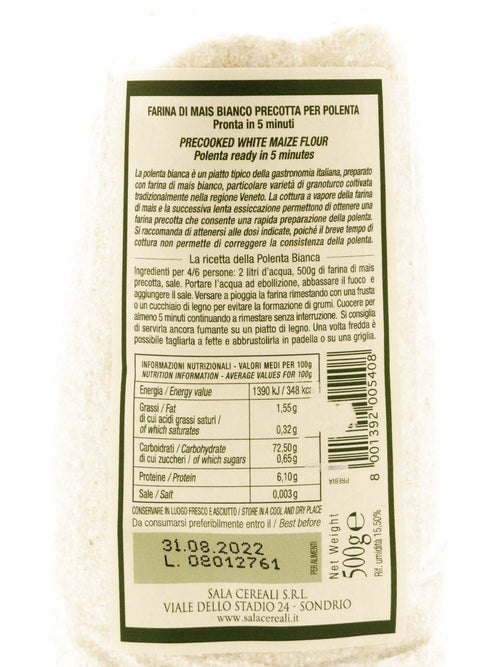 FARINA DI MAIS BIANCO PRECOTTA PER POLENTA
Pronta in 5 minuti
PRECOOKED WHITE MAIZE FLOUR
Polenta ready in 5 minutes
La polenta bianca è un piatto tipico della gastronomia italiana, preparato
con farina di mais bianco, particolare varietà di granoturco coltivata
tradizionalmente nella regione Veneto. La cottura a vapore della farina
di mais e la successiva lenta essiccazione permettono di ottenere una
farina precotta che consente una rapida preparazione della polenta.
Si raccomanda di attenersi alle dosi indicate, poiché il breve tempo di
cottura non permette di correggere la consistenza della polenta.
La ricetta della Polenta Bianca
Ingredienti per 4/6 persone: 2 litri d'acqua, 500g di farina di mais
precotta, sale. Portare l'acqua ad ebollizione, abbassare il fuoco e
aggiungere il sale. Versare a pioggia la farina rimestando con una frusta
o un cucchiaio di legno per evitare la formazione di grumi. Cuocere per
almeno 5 minuti continuando a rimestare senza interruzione. Si consiglia
di servirla ancora fumante su un piatto di legno. Una volta fredda è
possibile tagliarla a fette e abbrustolirla in padella o su una griglia.
INFORMAZIONI NUTRIZIONALI - VALORI MEDI PER 100g
NUTRITION INFORMATION - AVERAGE VALUES FOR 100g
Energia / Energy value 1390 kJ / 348 kcal
Grassi / Fat 1,55g
di cui acidi grassi saturi /
of which saturates 0,32g
Carboidrati / Carbohydrate 72,50g
di cui zuccheri / of which sugars 0,65g
Proteine / Protein 6,10g
Sale / Salt 0,003g
CONSERVARE IN LUOGO FRESCO E ASCIUTTO / STORE IN A COOL AND DRY PLACE
Da consumarsi preferibilmente entro il / Best before
31.08.2022
L. 08012761
PER ALIMENTI
PREBIA
8 001392 005408
Net Weight
500g e
Rif. umidità 15,50%
SALA CEREALI S.R.L.
VIALE DELLO STADIO 24 - SONDRIO
www.salacereali.it